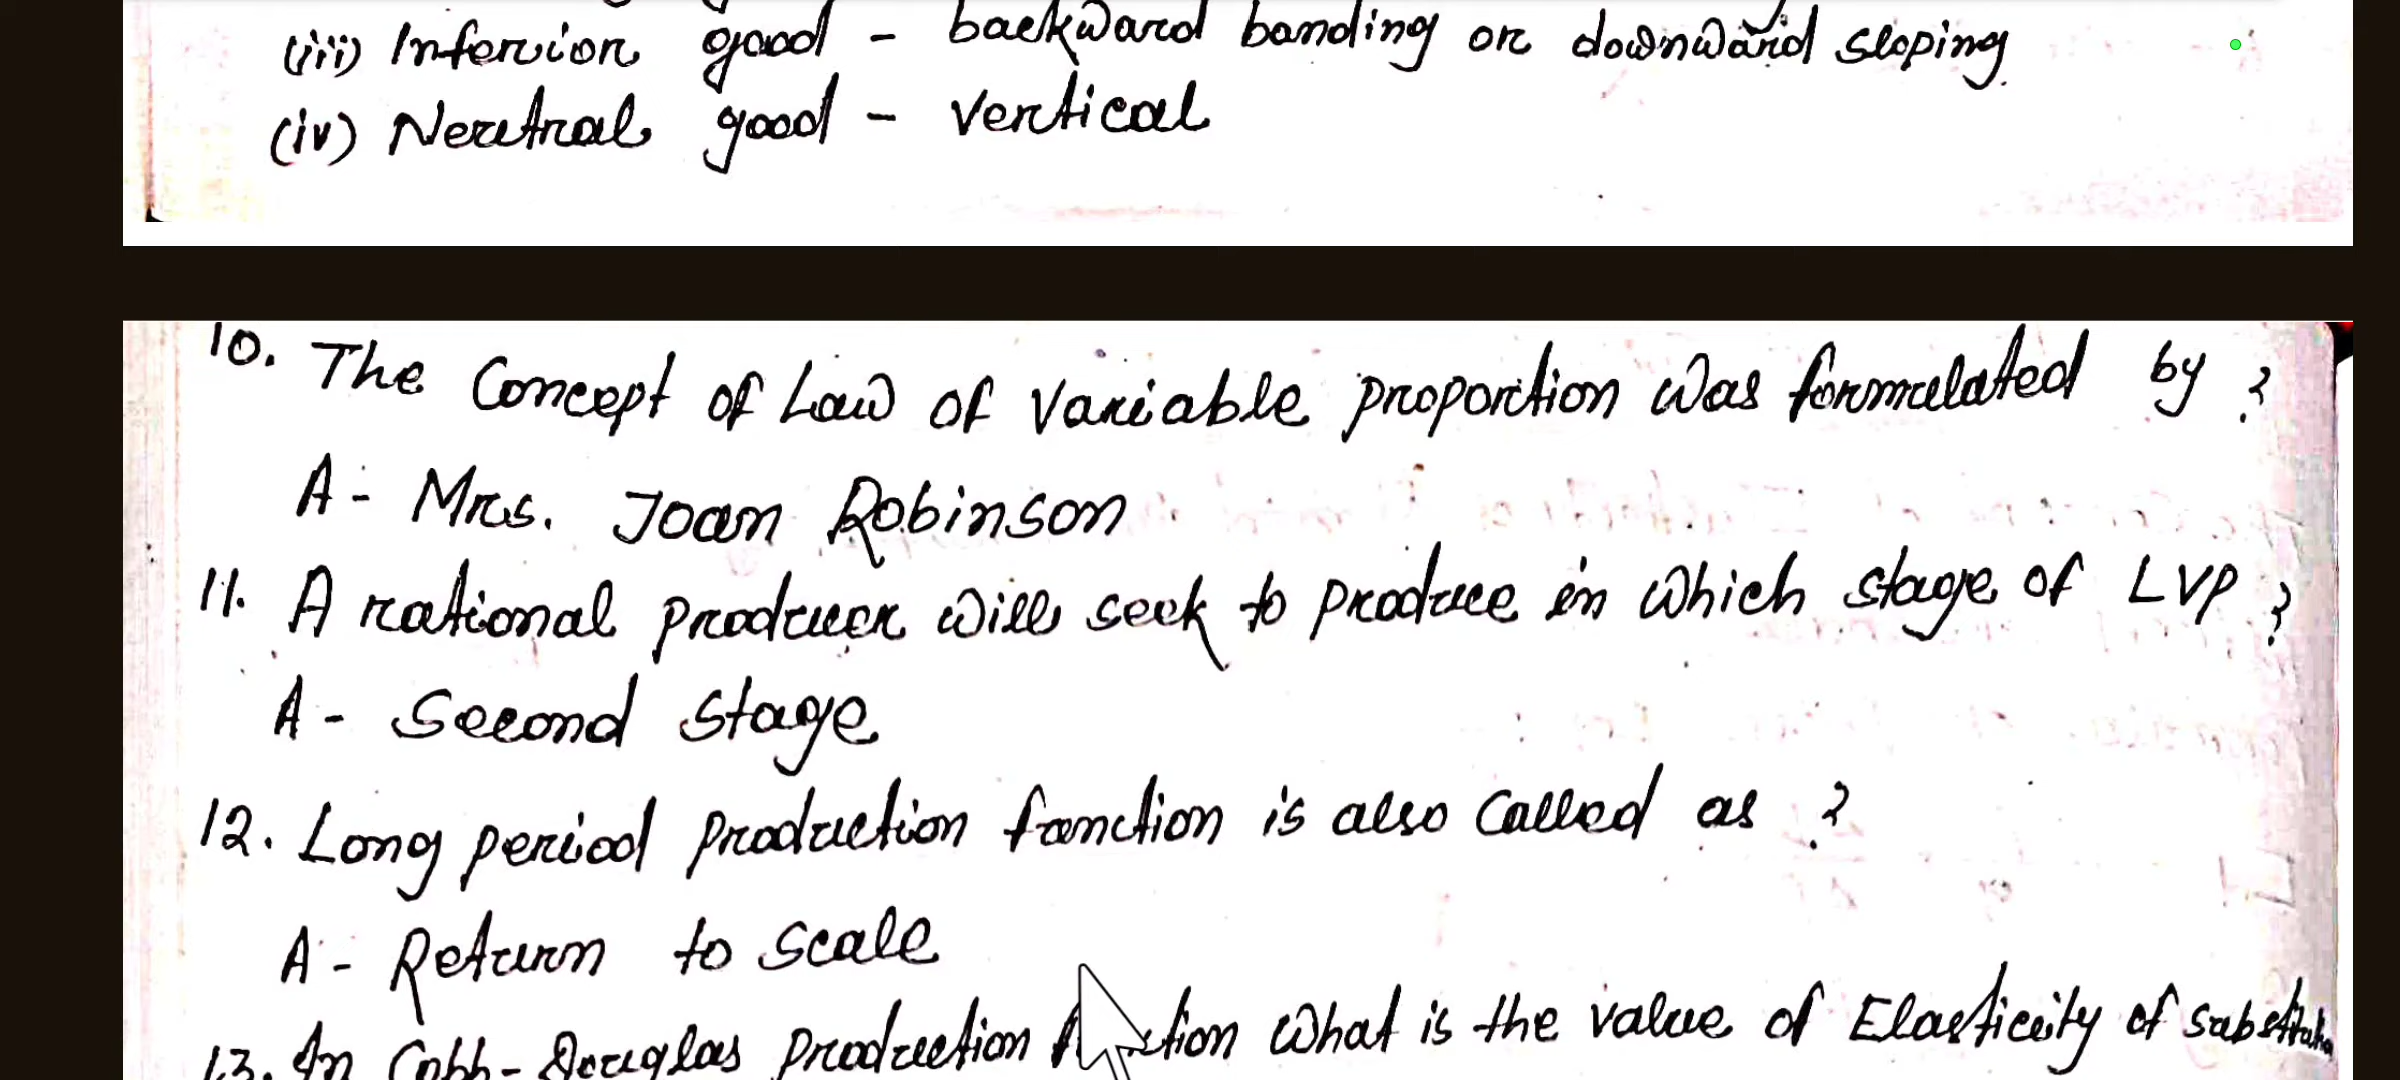 (iii) Inferior good - backward banding or downward sloping
(iv) Neutral good - vertical
10. The Concept of Law of Variable proportion was formulated by ?
A - Mrs. Joan Robinson
11. A rational producer will seek to produce in which stage of LVP ?
A - Second stage
12. Long period production function is also called as ?
A - Return to scale
13. In Cobb-Douglas production function what is the value of Elasticity of